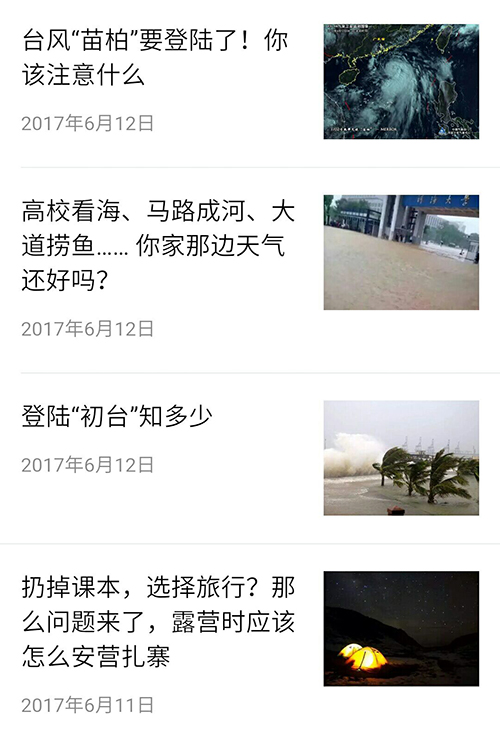 台风“苗柏”要登陆了！你
该注意什么
2017年6月12日
高校看海、马路成河、大
道捞鱼…… 你家那边天气
还好吗？
2017年6月12日
登陆“初台”知多少
2017年6月12日
扔掉课本，选择旅行？那
么问题来了，露营时应该
怎么安营扎寨
2017年6月11日